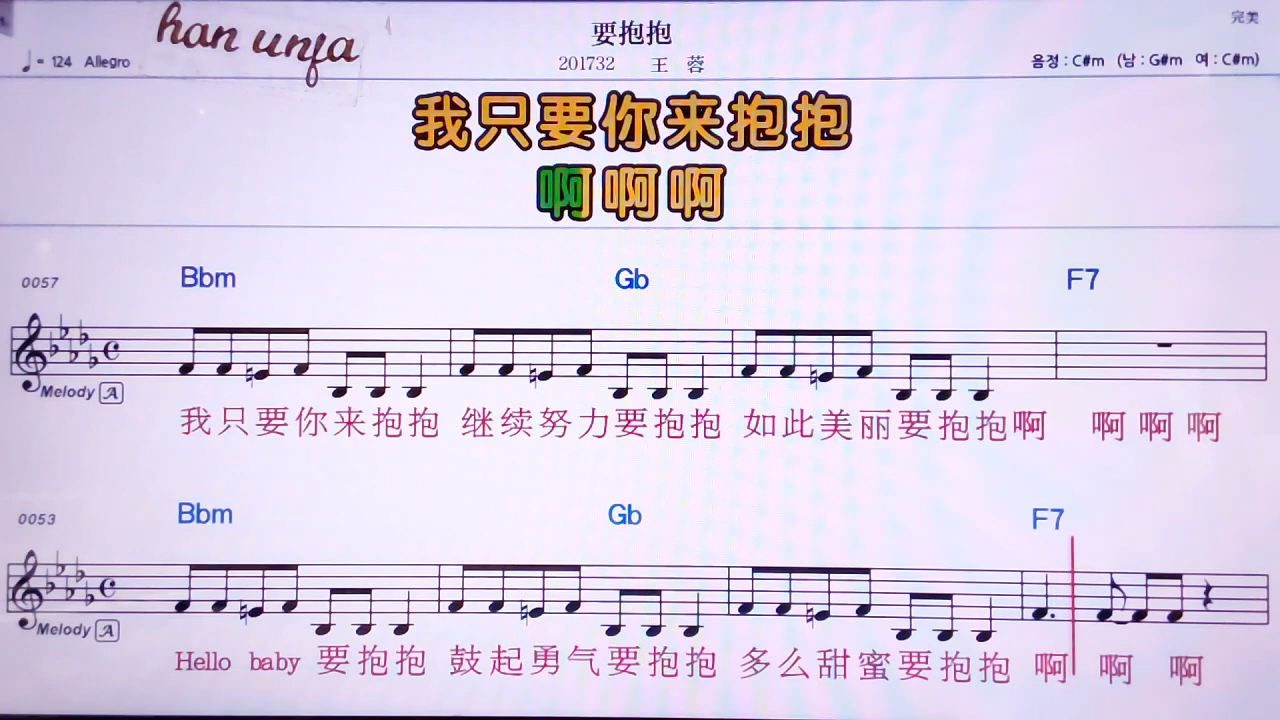 完美
han unfa
要抱抱
♩= 124 Allegro
201732 王 蓉
음정 : C#m (남 : G#m 여 : C#m)
我只要你来抱抱
啊啊啊
0057 Bbm Gb F7
Melody A
我只要你来抱抱 继续努力要抱抱 如此美丽要抱抱啊 啊啊啊
0053 Bbm Gb F7
Melody A
Hello baby 要抱抱 鼓起勇气要抱抱 多么甜蜜要抱抱 啊 啊 啊